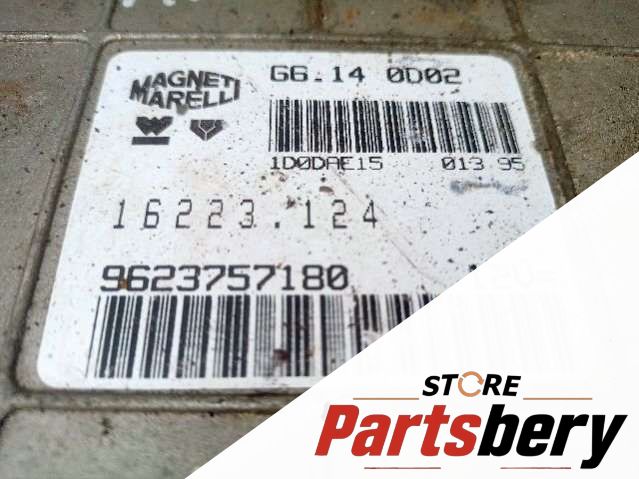 MAGNETI
MARELLI
G6.14 0D02
1D0DAE15 013 95
16223.124
9623757180
STORE
Partsbery